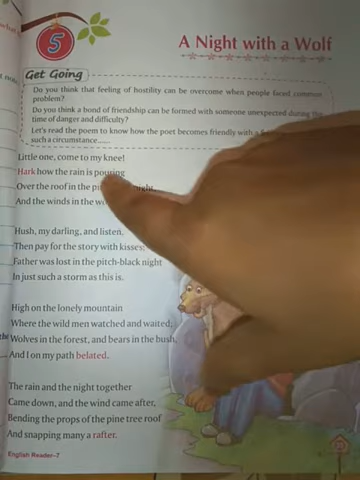 5
A Night with a Wolf
Get Going
Do you think that feeling of hostility can be overcome when people faced common
problem?
Do you think a bond of friendship can be formed with someone unexpected during the
time of danger and difficulty?
Let's read the poem to know how the poet becomes friendly with a
such a circumstance.....
Little one, come to my knee!
Hark how the rain is pouring
Over the roof in the night,
And the winds in the
Hush, my darling, and listen,
Then pay for the story with kisses;
Father was lost in the pitch-black night
In just such a storm as this is.
High on the lonely mountain
Where the wild men watched and waited,
Wolves in the forest, and bears in the bush,
And I on my path belated.
The rain and the night together
Came down, and the wind came after,
Bending the props of the pine tree roof
And snapping many a rafter.
English Reader-7